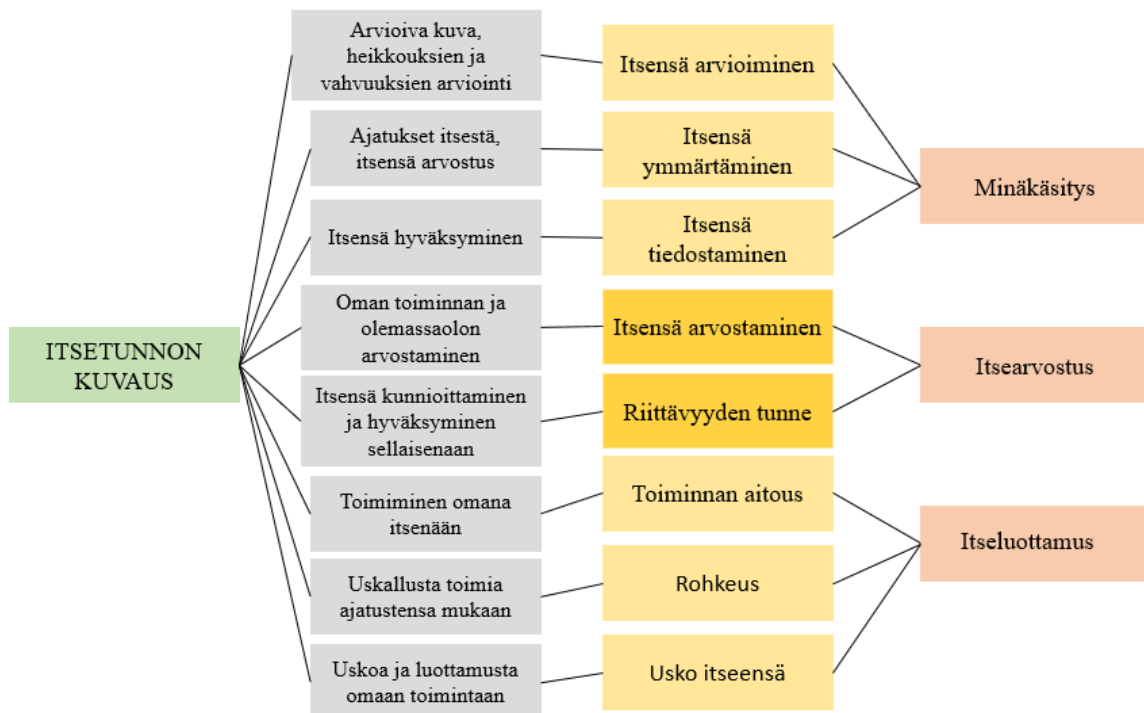 Arvioiva kuva,
heikkouksien ja
vahvuuksien arviointi
Itsensä arvioiminen
Ajatukset itsestä,
itsensä arvostus
Itsensä
ymmärtäminen
Minäkäsitys
Itsensä hyväksyminen
Itsensä
tiedostaminen
ITSETUNNON
KUVAUS
Oman toiminnan ja
olemassaolon
arvostaminen
Itsensä arvostaminen
Itsearvostus
Itsensä kunnioittaminen
ja hyväksyminen
sellaisenaan
Riittävyyden tunne
Toimiminen omana
itsenään
Toiminnan aitous
Itseluottamus
Uskallusta toimia
ajatustensa mukaan
Rohkeus
Uskoa ja luottamusta
omaan toimintaan
Usko itseensä